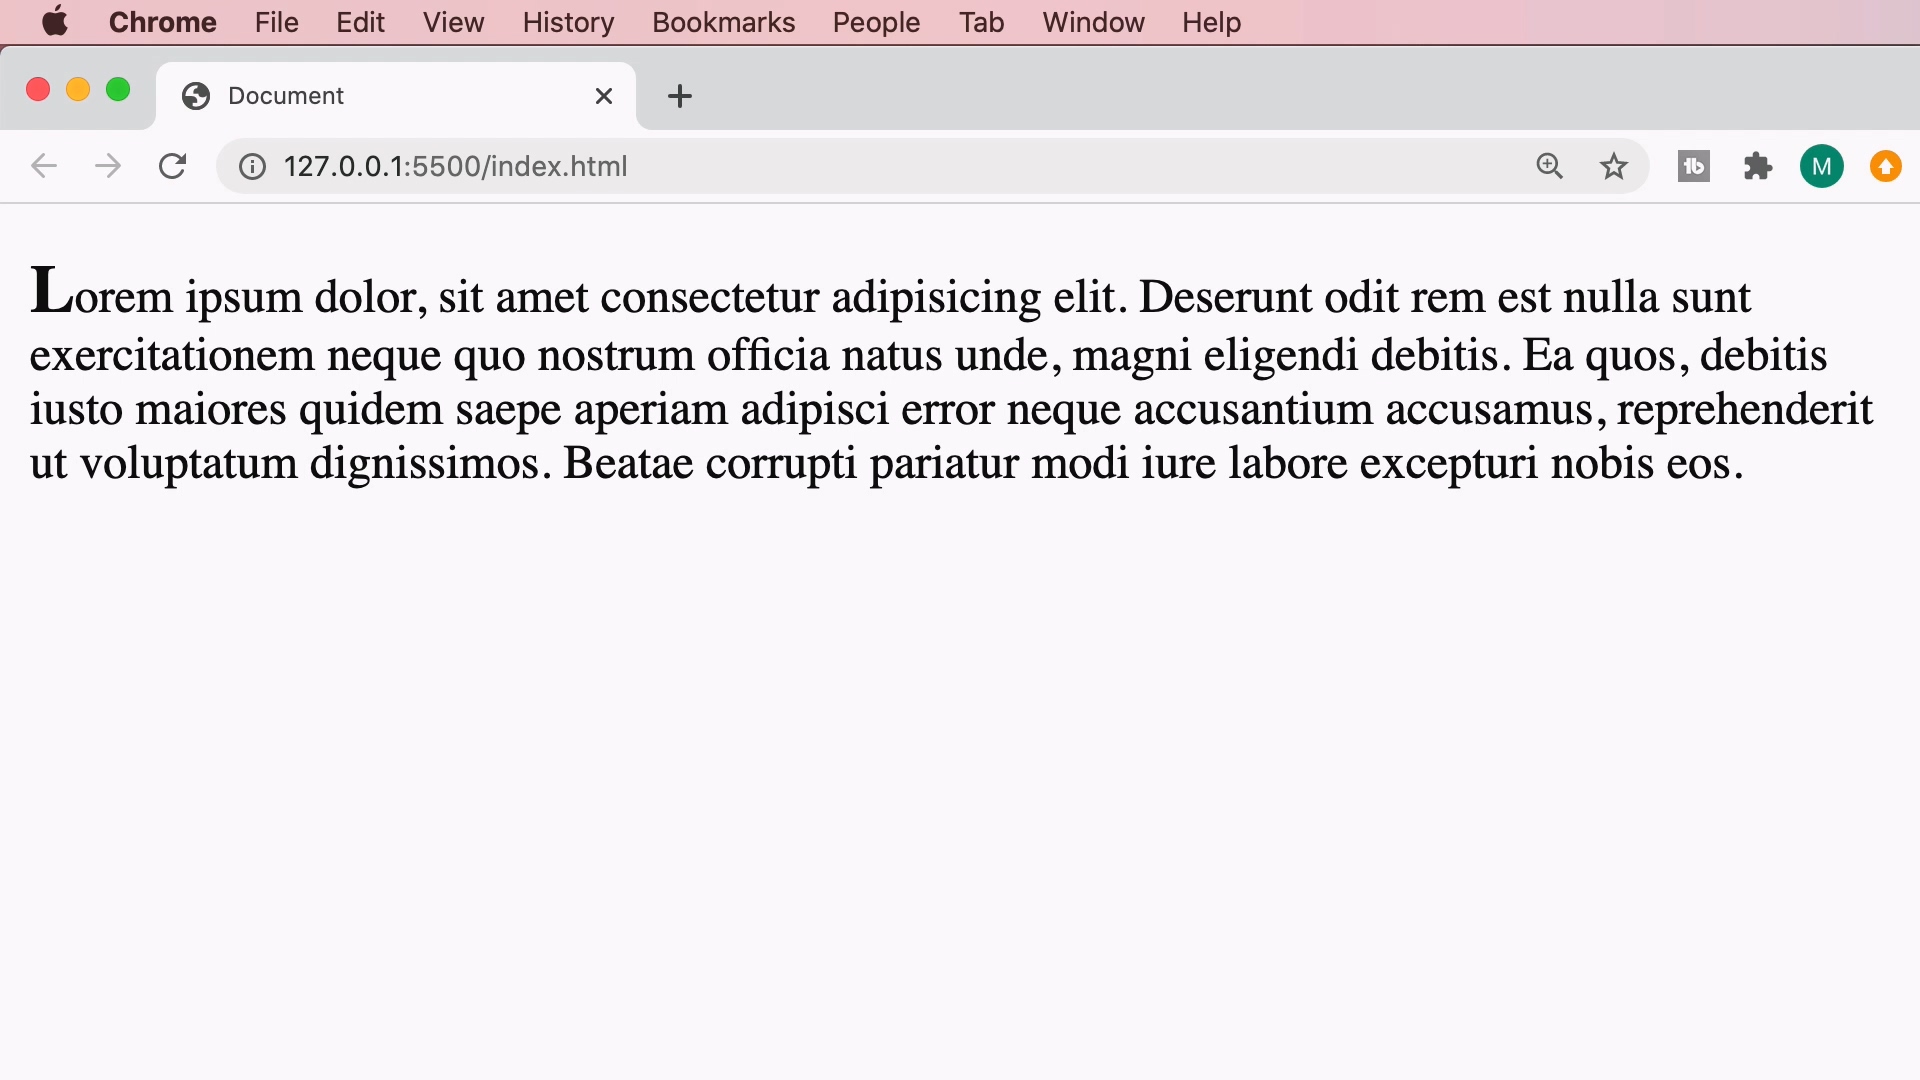 Chrome File Edit View History Bookmarks People Tab Window Help
Document
127.0.0.1:5500/index.html
M
Lorem ipsum dolor, sit amet consectetur adipisicing elit. Deserunt odit rem est nulla sunt
exercitationem neque quo nostrum officia natus unde, magni eligendi debitis. Ea quos, debitis
iusto maiores quidem saepe aperiam adipisci error neque accusantium accusamus, reprehenderit
ut voluptatum dignissimos. Beatae corrupti pariatur modi iure labore excepturi nobis eos.